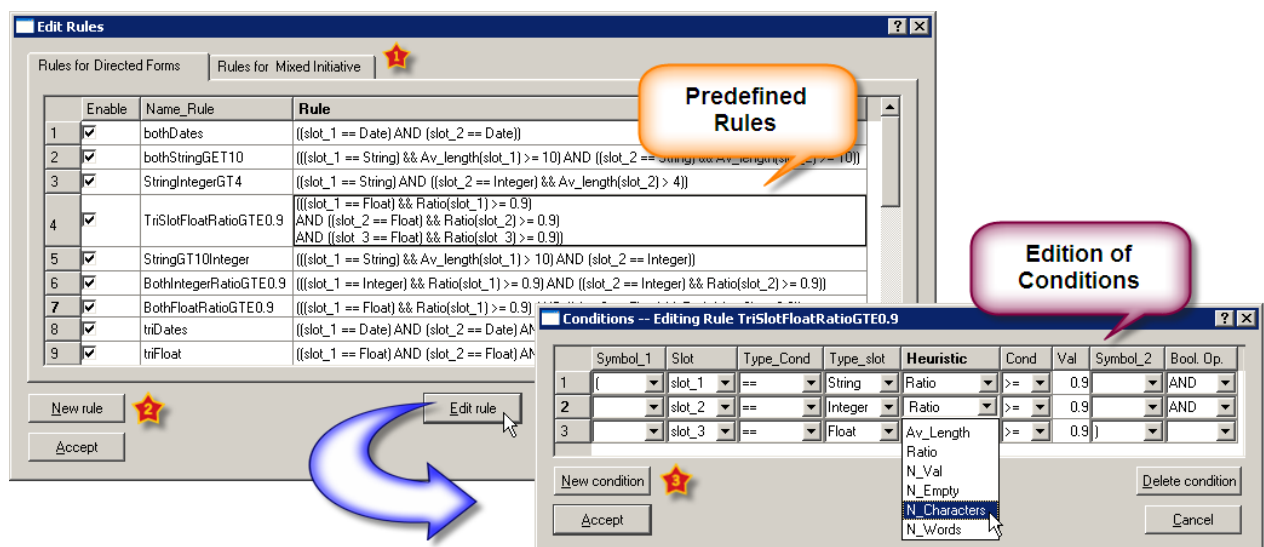 Edit Rules
Rules for Directed Forms
Rules for Mixed Initiative
1
Predefined
Rules
Enable Name_Rule Rule
1 bothDates ((slot_1 == Date) AND (slot_2 == Date))
2 bothStringGET10 (((slot_1 == String) && Av_length(slot_1) >= 10) AND ((slot_2 == String) && Av_length(slot_2) >= 10))
3 StringIntegerGT4 ((slot_1 == String) AND ((slot_2 == Integer) && Av_length(slot_2) > 4))
4 TriSlotFloatRatioGTE0.9 (((slot_1 == Float) && Ratio(slot_1) >= 0.9)
AND ((slot_2 == Float) && Ratio(slot_2) >= 0.9)
AND ((slot_3 == Float) && Ratio(slot_3) >= 0.9))
5 StringGT10Integer (((slot_1 == String) && Av_length(slot_1) > 10) AND (slot_2 == Integer))
6 BothIntegerRatioGTE0.9 (((slot_1 == Integer) && Ratio(slot_1) >= 0.9) AND ((slot_2 == Integer) && Ratio(slot_2) >= 0.9))
7 BothFloatRatioGTE0.9 (((slot_1 == Float) && Ratio(slot_1) >= 0.9)
8 triDates ((slot_1 == Date) AND (slot_2 == Date) AN
9 triFloat ((slot_1 == Float) AND (slot_2 == Float) AN
New rule
2
Edit rule
Accept
Edition of
Conditions
Conditions -- Editing Rule TriSlotFloatRatioGTE0.9
Symbol_1 Slot Type_Cond Type_slot Heuristic Cond Val Symbol_2 Bool. Op.
1 ( slot_1 == String Ratio >= 0.9 AND
2 slot_2 == Integer Ratio >= 0.9 AND
3 slot_3 == Float >= 0.9 )
Av_Length
Ratio
N_Val
N_Empty
N_Characters
N_Words
New condition
3
Delete condition
Accept
Cancel